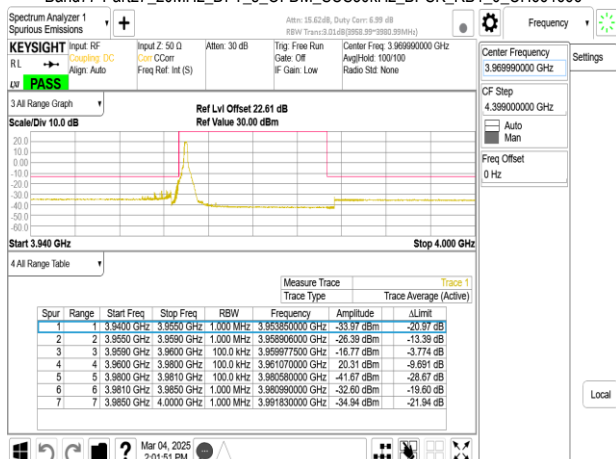 Spectrum Analyzer 1
Spurious Emissions
Attn: 15.62dB, Duty Corr: 6.99 dB
RBW Trans:3.01dB(3958.99~3980.99MHz)
Frequency
KEYSIGHT Input: RF
Coupling: DC
Align: Auto
RL
LXI PASS
Input Z: 50 Ω
Corr CCorr
Freq Ref: Int (S)
Atten: 30 dB
Trig: Free Run
Gate: Off
IF Gain: Low
Center Freq: 3.969990000 GHz
Avg|Hold: 100/100
Radio Std: None
Center Frequency
3.969990000 GHz
Settings
CF Step
4.399000000 GHz
Auto
Man
Freq Offset
0 Hz
3 All Range Graph
Scale/Div 10.0 dB
Ref Lvl Offset 22.61 dB
Ref Value 30.00 dBm
20.0
10.0
0.00
-10.0
-20.0
-30.0
-40.0
-50.0
-60.0
Start 3.940 GHz
Stop 4.000 GHz
4 All Range Table
Measure Trace Trace 1
Trace Type Trace Average (Active)
Spur Range Start Freq Stop Freq RBW Frequency Amplitude ΔLimit
1 1 3.9400 GHz 3.9550 GHz 1.000 MHz 3.953850000 GHz -33.97 dBm -20.97 dB
2 2 3.9550 GHz 3.9590 GHz 1.000 MHz 3.958906000 GHz -26.39 dBm -13.39 dB
3 3 3.9590 GHz 3.9600 GHz 100.0 kHz 3.959977500 GHz -16.77 dBm -3.774 dB
4 4 3.9600 GHz 3.9800 GHz 100.0 kHz 3.961070000 GHz 20.31 dBm -9.691 dB
5 5 3.9800 GHz 3.9810 GHz 100.0 kHz 3.980580000 GHz -41.67 dBm -28.67 dB
6 6 3.9810 GHz 3.9850 GHz 1.000 MHz 3.980990000 GHz -32.60 dBm -19.60 dB
7 7 3.9850 GHz 4.0000 GHz 1.000 MHz 3.991830000 GHz -34.94 dBm -21.94 dB
Local
Mar 04, 2025
2:01:51 PM